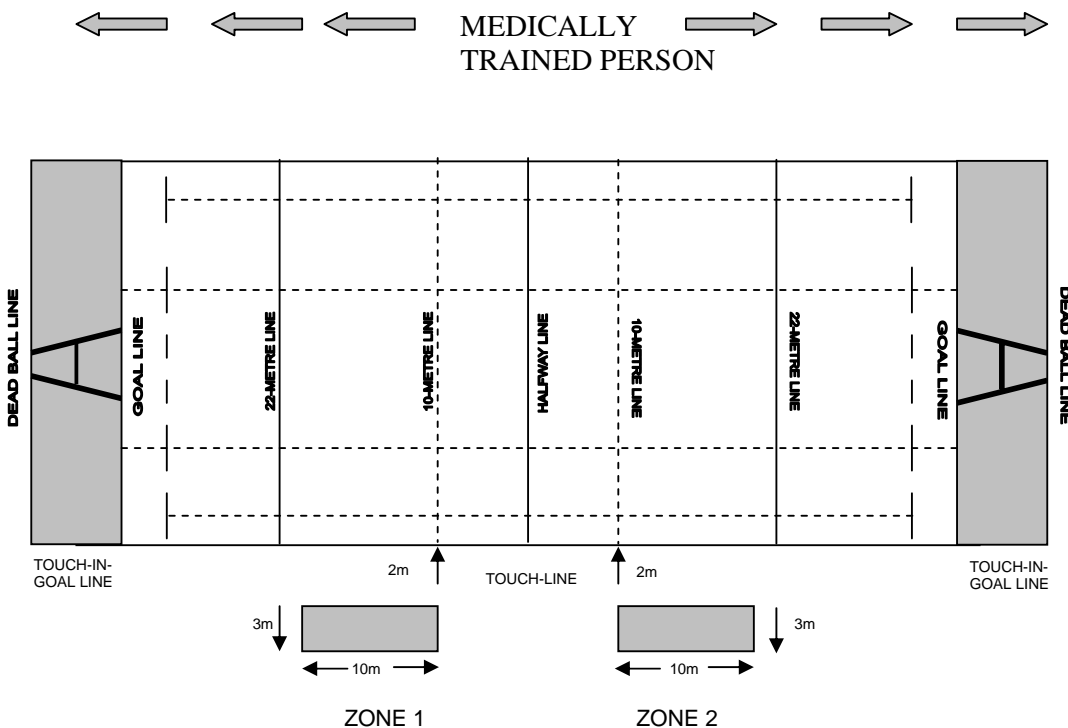 MEDICALLY
TRAINED PERSON
DEAD BALL LINE
GOAL LINE
22-METRE LINE
10-METRE LINE
HALFWAY LINE
10-METRE LINE
22-METRE LINE
GOAL LINE
DEAD BALL LINE
TOUCH-IN-
GOAL LINE
2m
TOUCH-LINE
2m
TOUCH-IN-
GOAL LINE
3m
3m
10m
10m
ZONE 1
ZONE 2